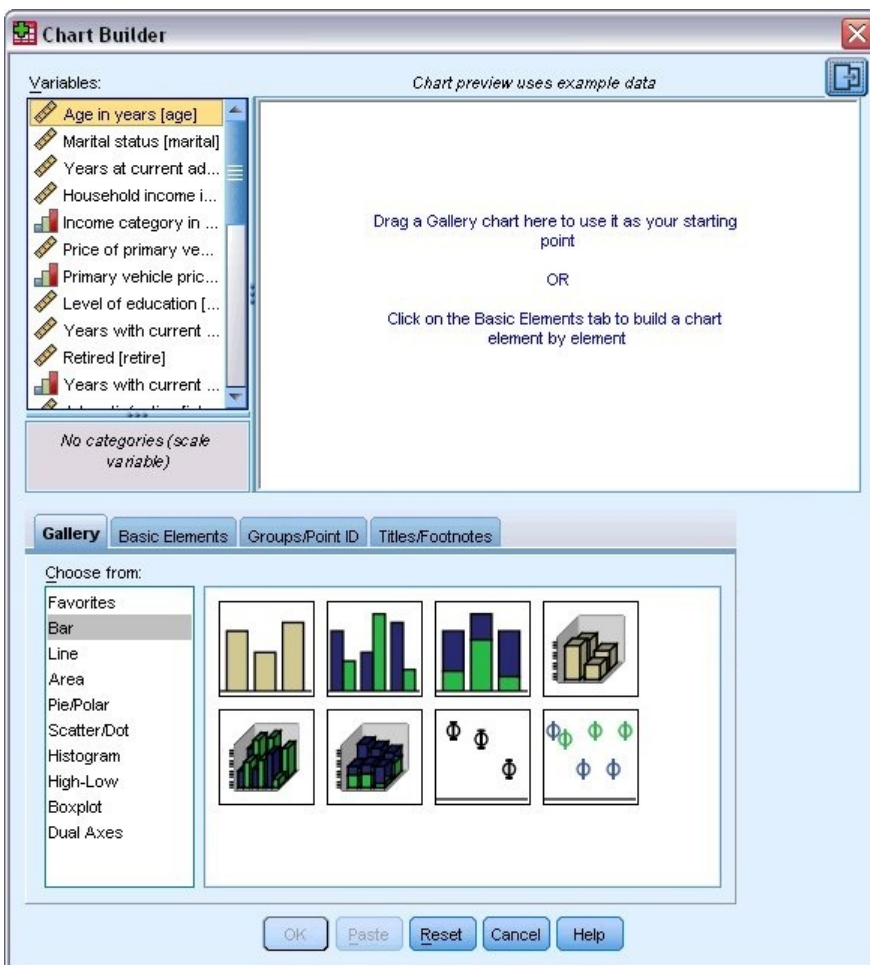 Chart Builder
Variables:
Chart preview uses example data
Age in years [age]
Marital status [marital]
Years at current ad...
Household income i...
Income category in ...
Price of primary ve...
Primary vehicle pric...
Level of education [...
Years with current ...
Retired [retire]
Years with current ...
No categories (scale
variable)
Drag a Gallery chart here to use it as your starting
point
OR
Click on the Basic Elements tab to build a chart
element by element
Gallery
Basic Elements
Groups/Point ID
Titles/Footnotes
Choose from:
Favorites
Bar
Line
Area
Pie/Polar
Scatter/Dot
Histogram
High-Low
Boxplot
Dual Axes
OK
Paste
Reset
Cancel
Help